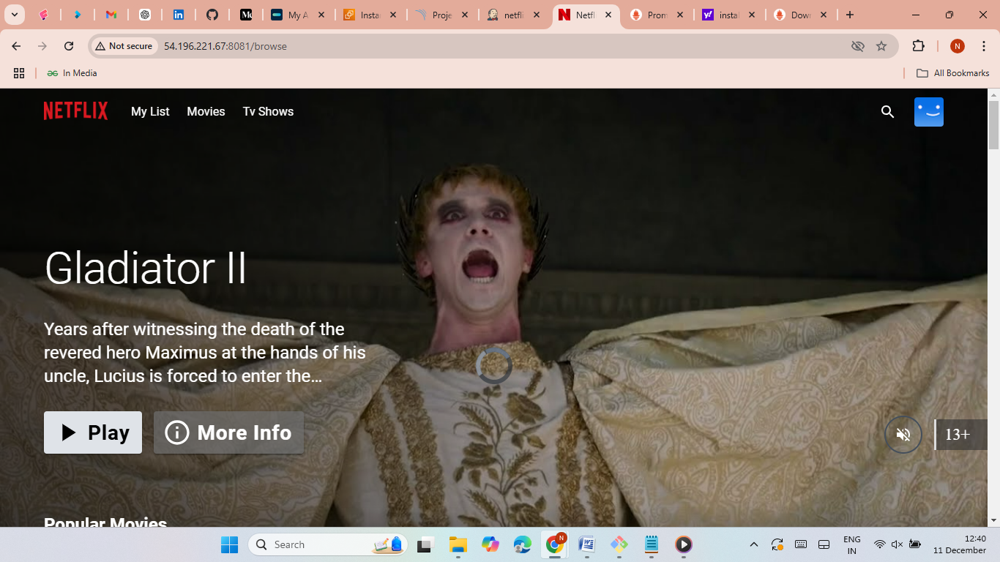 My A
Insta
Proje
netfli
Netfl
Prom
instal
Dow
Not secure
54.196.221.67:8081/browse
N
In Media
All Bookmarks
NETFLIX
My List
Movies
Tv Shows
Gladiator II
Years after witnessing the death of the
revered hero Maximus at the hands of his
uncle, Lucius is forced to enter the...
Play
More Info
13+
Popular Movies
Search
N
ENG
IN
12:40
11 December